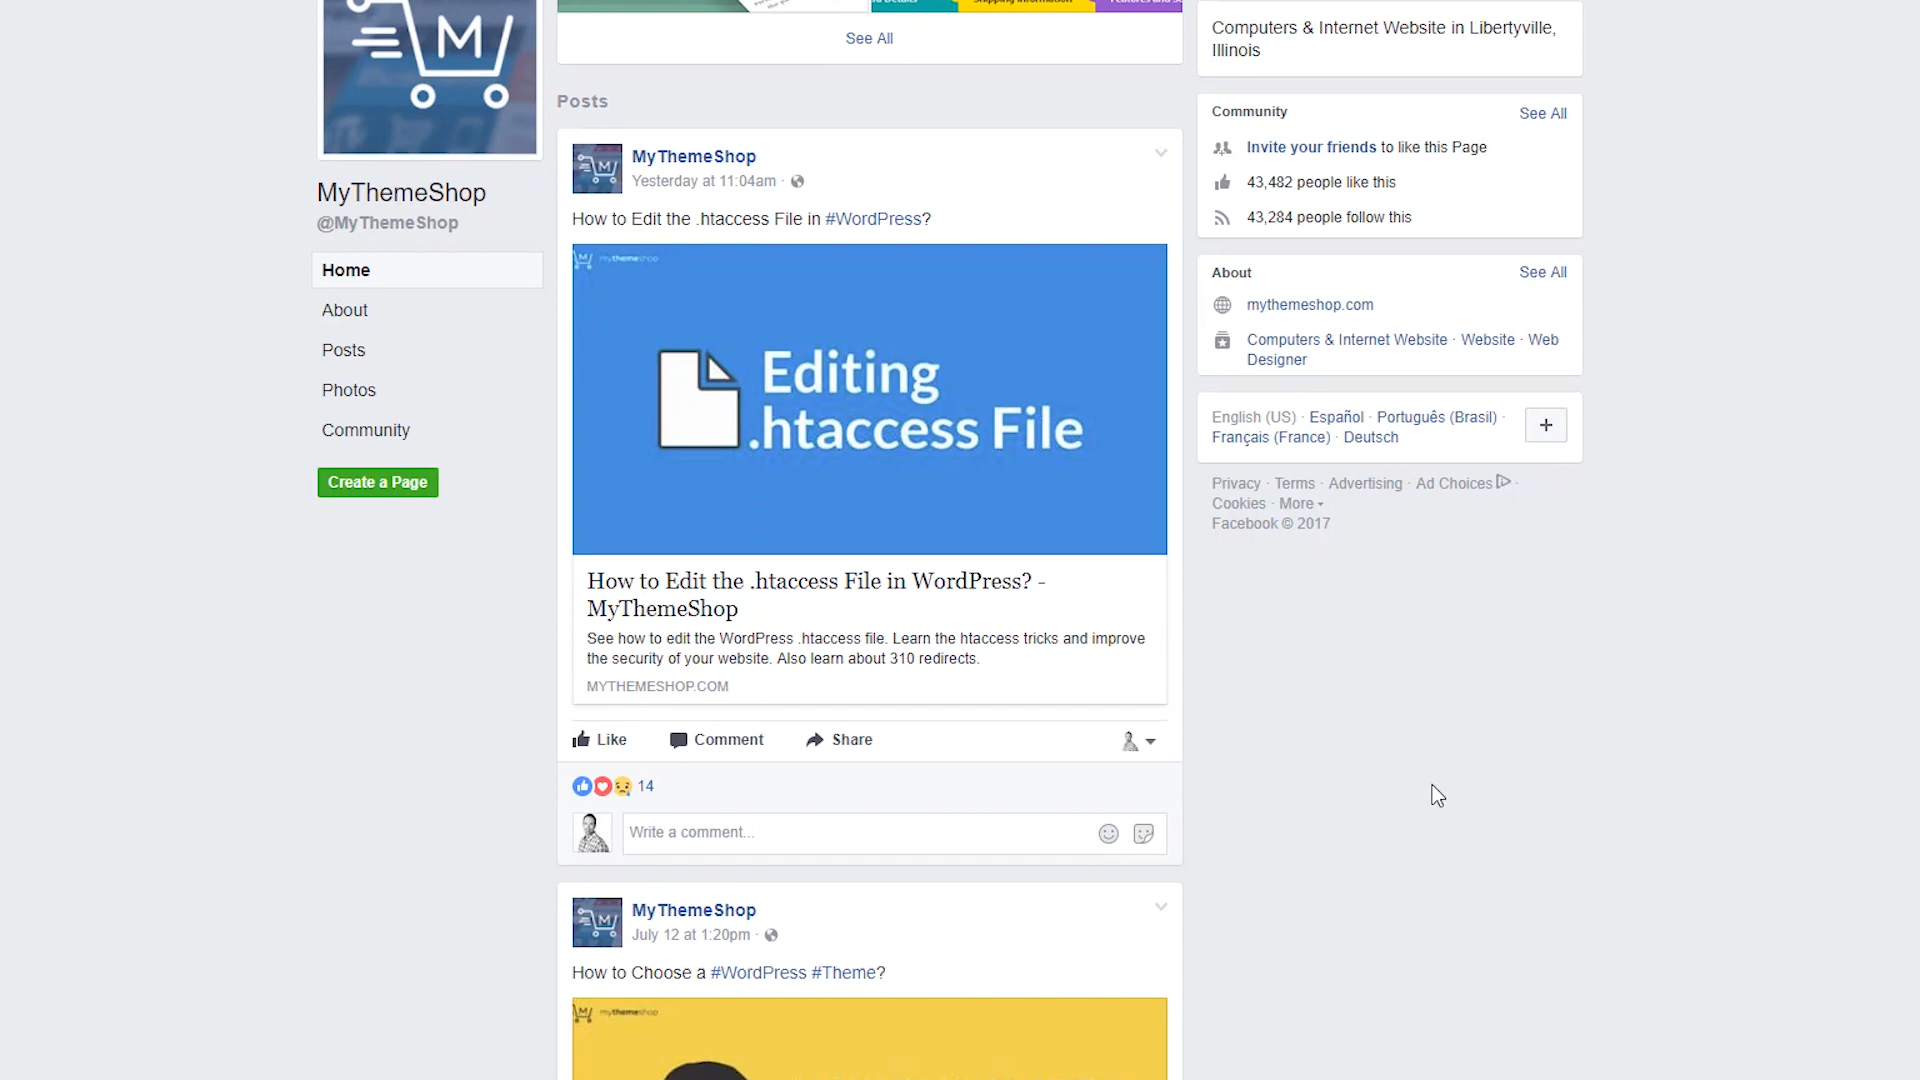 Shipping Information
See All
M
MyThemeShop
@MyThemeShop
Home
About
Posts
Photos
Community
Create a Page
Posts
MyThemeShop
Yesterday at 11:04am ·
How to Edit the .htaccess File in #WordPress?
M mythemeshop
Editing
.htaccess File
How to Edit the .htaccess File in WordPress? -
MyThemeShop
See how to edit the WordPress .htaccess file. Learn the htaccess tricks and improve
the security of your website. Also learn about 310 redirects.
MYTHEMESHOP.COM
Like Comment Share
14
Write a comment...
MyThemeShop
July 12 at 1:20pm ·
How to Choose a #WordPress #Theme?
M mythemeshop
Computers & Internet Website in Libertyville,
Illinois
Community See All
Invite your friends to like this Page
43,482 people like this
43,284 people follow this
About See All
mythemeshop.com
Computers & Internet Website · Website · Web
Designer
English (US) · Español · Português (Brasil) ·
Français (France) · Deutsch
+
Privacy · Terms · Advertising · Ad Choices ·
Cookies · More
Facebook © 2017